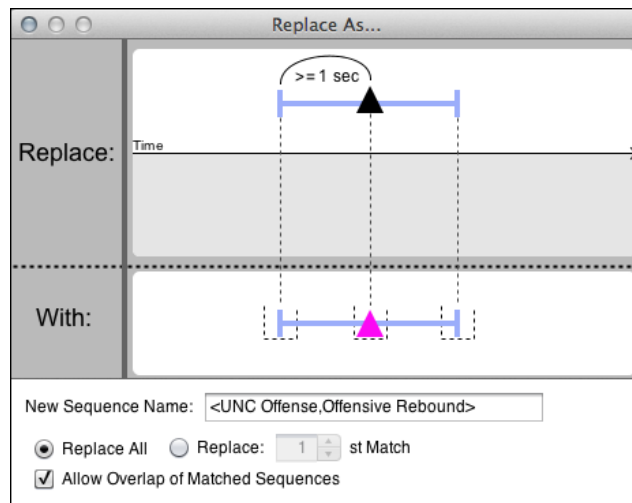 Replace As...
>=1 sec
Replace:
Time
With:
New Sequence Name: <UNC Offense,Offensive Rebound>
Replace All Replace: 1 st Match
Allow Overlap of Matched Sequences